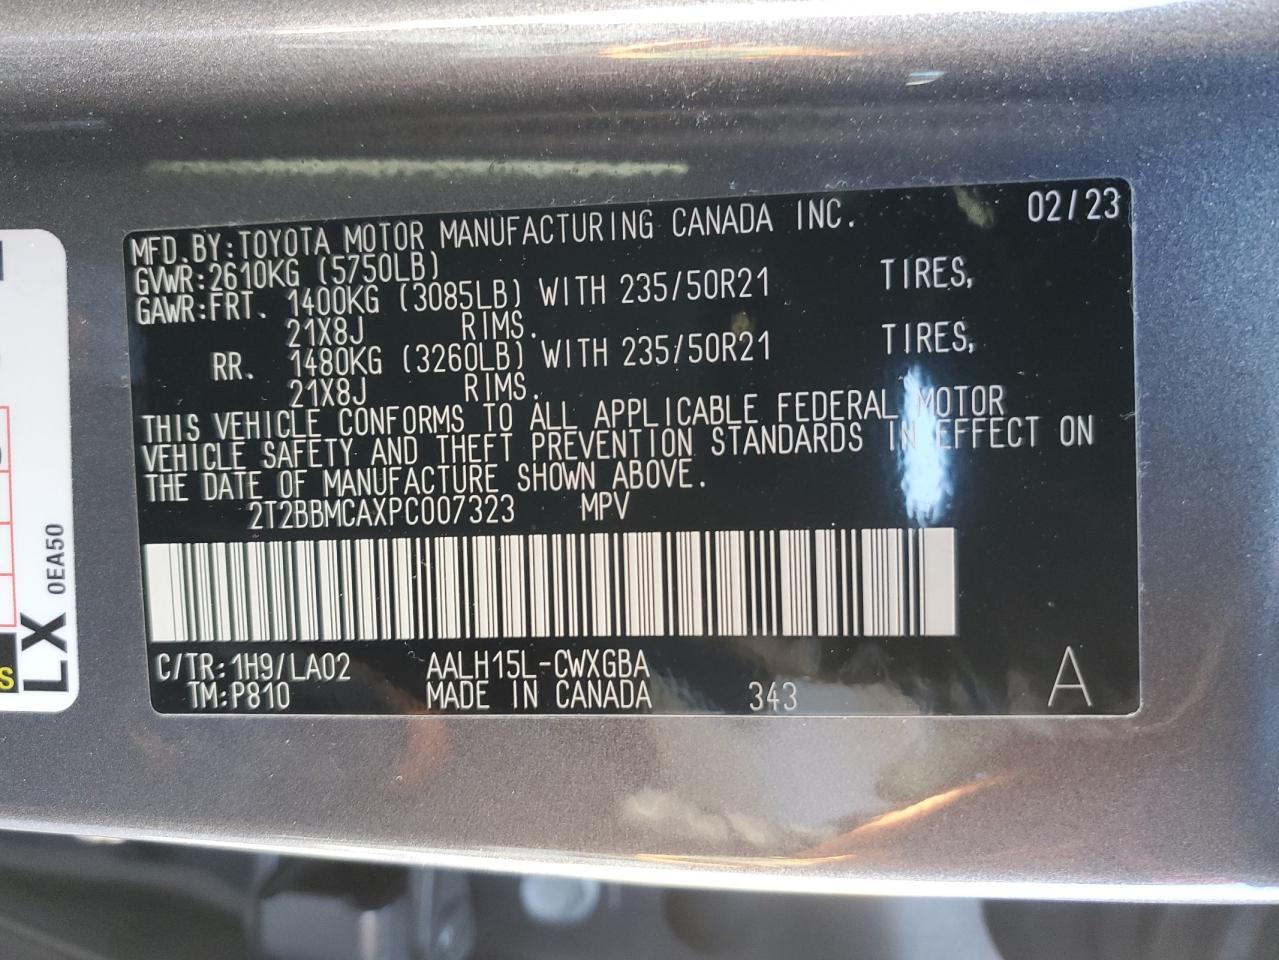 MFD.BY:TOYOTA MOTOR MANUFACTURING CANADA INC. 02/23
GVWR:2610KG (5750LB)
GAWR:FRT. 1400KG (3085LB) WITH 235/50R21 TIRES,
21X8J RIMS.
RR. 1480KG (3260LB) WITH 235/50R21 TIRES,
21X8J RIMS.
THIS VEHICLE CONFORMS TO ALL APPLICABLE FEDERAL MOTOR
VEHICLE SAFETY AND THEFT PREVENTION STANDARDS IN EFFECT ON
THE DATE OF MANUFACTURE SHOWN ABOVE.
2T2BBMCAXPC007323 MPV
C/TR:1H9/LA02 AALH15L-CWXGBA
TM:P810 MADE IN CANADA 343 A
LX 0EA50
S